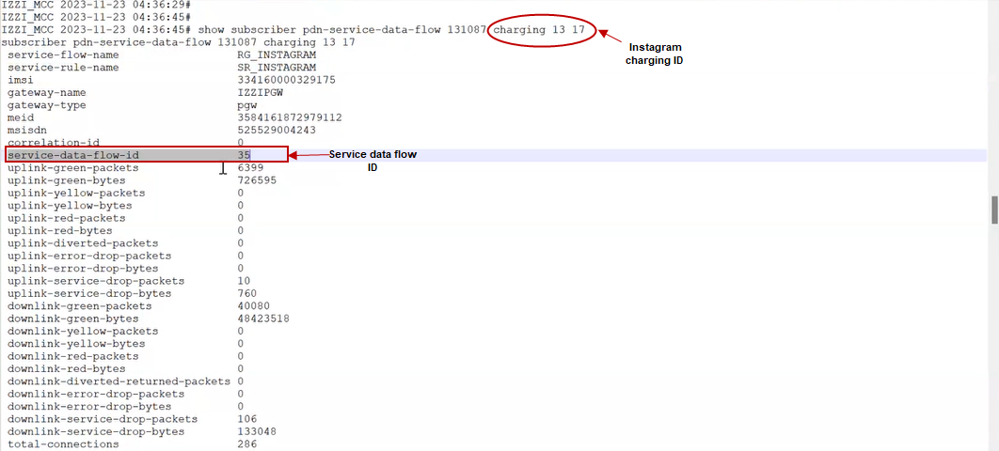 IZZI_MCC 2023-11-23 04:36:29#
IZZI_MCC 2023-11-23 04:36:45#
IZZI_MCC 2023-11-23 04:36:45# show subscriber pdn-service-data-flow 131087 charging 13 17
subscriber pdn-service-data-flow 131087 charging 13 17
Instagram
charging ID
service-flow-name RG_INSTAGRAM
service-rule-name SR_INSTAGRAM
imsi 334160000329175
gateway-name IZZIPGW
gateway-type pgw
meid 3584161872979112
msisdn 525529004243
correlation-id 0
service-data-flow-id 35
Service data flow
ID
uplink-green-packets 6399
uplink-green-bytes 726595
uplink-yellow-packets 0
uplink-yellow-bytes 0
uplink-red-packets 0
uplink-red-bytes 0
uplink-diverted-packets 0
uplink-error-drop-packets 0
uplink-error-drop-bytes 0
uplink-service-drop-packets 10
uplink-service-drop-bytes 760
downlink-green-packets 40080
downlink-green-bytes 48423518
downlink-yellow-packets 0
downlink-yellow-bytes 0
downlink-red-packets 0
downlink-red-bytes 0
downlink-diverted-returned-packets 0
downlink-error-drop-packets 0
downlink-error-drop-bytes 0
downlink-service-drop-packets 106
downlink-service-drop-bytes 133048
total-connections 286